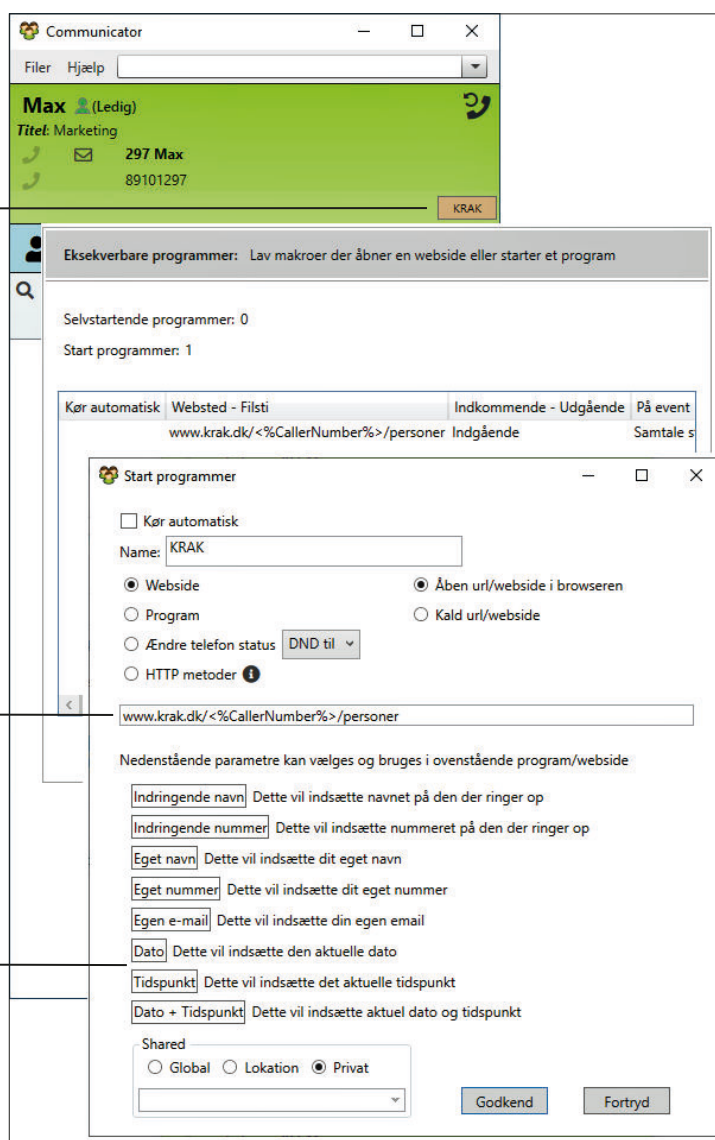 Communicator
Filer Hjælp
Max (Ledig)
Titel: Marketing
297 Max
89101297
KRAK
Eksekverbare programmer: Lav makroer der åbner en webside eller starter et program
Selvstartende programmer: 0
Start programmer: 1
Kør automatisk Websted - Filsti Indkommende - Udgående På event
www.krak.dk/<%CallerNumber%>/personer Indgående Samtale s
Start programmer
Kør automatisk
Name: KRAK
Webside Åben url/webside i browseren
Program Kald url/webside
Ændre telefon status DND til
HTTP metoder
www.krak.dk/<%CallerNumber%>/personer
Nedenstående parametre kan vælges og bruges i ovenstående program/webside
Indringende navn Dette vil indsætte navnet på den der ringer op
Indringende nummer Dette vil indsætte nummeret på den der ringer op
Eget navn Dette vil indsætte dit eget navn
Eget nummer Dette vil indsætte dit eget nummer
Egen e-mail Dette vil indsætte din egen email
Dato Dette vil indsætte den aktuelle dato
Tidspunkt Dette vil indsætte det aktuelle tidspunkt
Dato + Tidspunkt Dette vil indsætte aktuel dato og tidspunkt
Shared
Global Lokation Privat
Godkend Fortryd